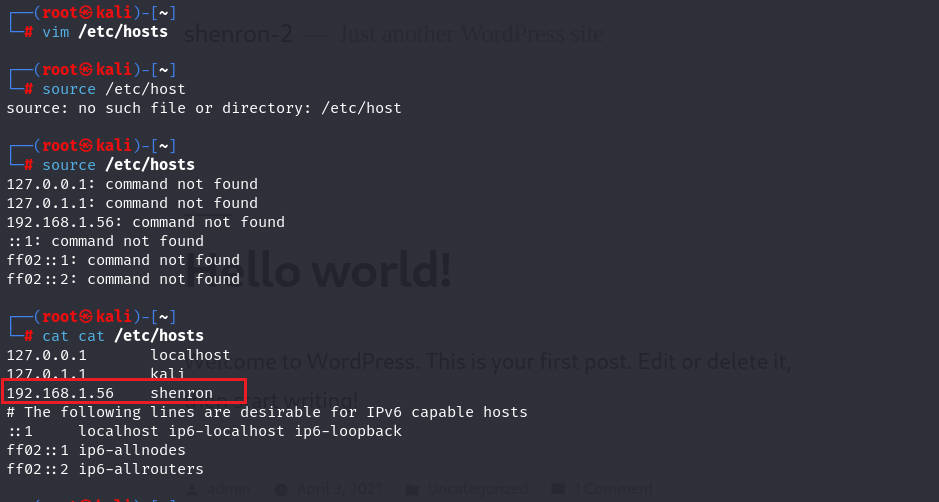 ┌──(root㉿kali)-[~]
└─# vim /etc/hosts
shenron-2 — Just another WordPress site
┌──(root㉿kali)-[~]
└─# source /etc/host
source: no such file or directory: /etc/host
┌──(root㉿kali)-[~]
└─# source /etc/hosts
127.0.0.1: command not found
127.0.1.1: command not found
192.168.1.56: command not found
::1: command not found
ff02::1: command not found
Hello world!
ff02::2: command not found
┌──(root㉿kali)-[~]
└─# cat cat /etc/hosts
127.0.0.1 localhost
Welcome to WordPress. This is your first post. Edit or delete it,
127.0.1.1 kali
192.168.1.56 shenron
start writing!
# The following lines are desirable for IPv6 capable hosts
::1 localhost ip6-localhost ip6-loopback
ff02::1 ip6-allnodes
ff02::2 ip6-allrouters
admin April 3, 2021 Uncategorized 1 Comment